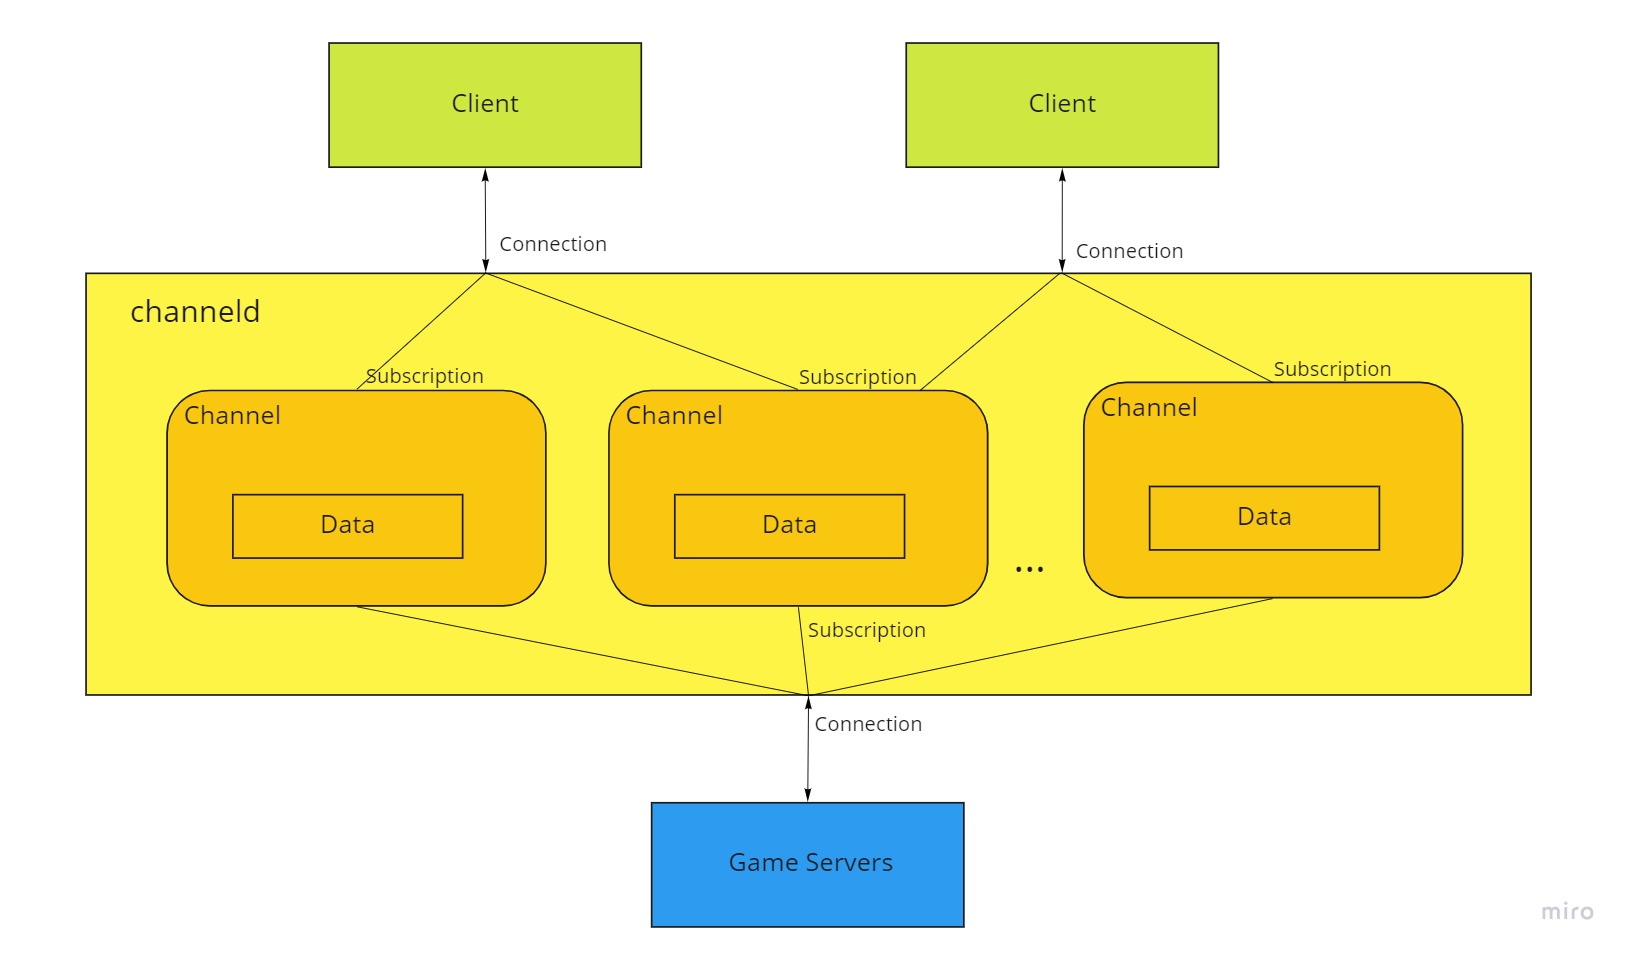 Client
Client
Connection
Connection
channeld
Subscription
Subscription
Subscription
Channel
Channel
Channel
Data
Data
Data
...
Subscription
Connection
Game Servers
miro